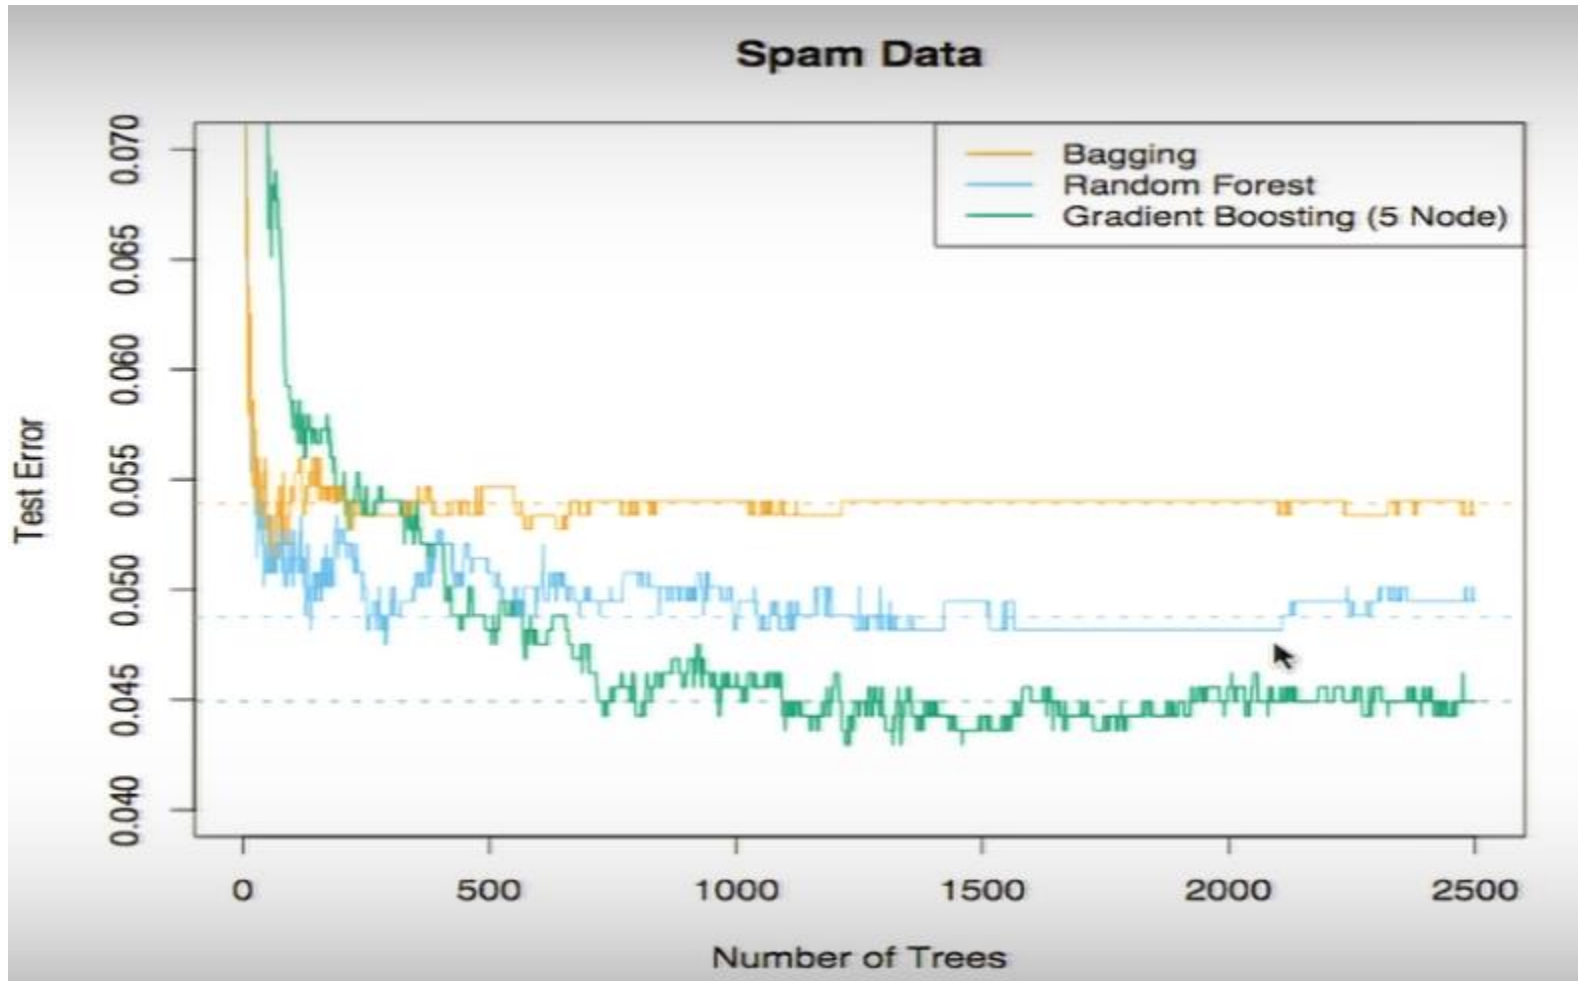 Spam Data
Bagging
Random Forest
Gradient Boosting (5 Node)
Test Error
0.070
0.065
0.060
0.055
0.050
0.045
0.040
0
500
1000
1500
2000
2500
Number of Trees